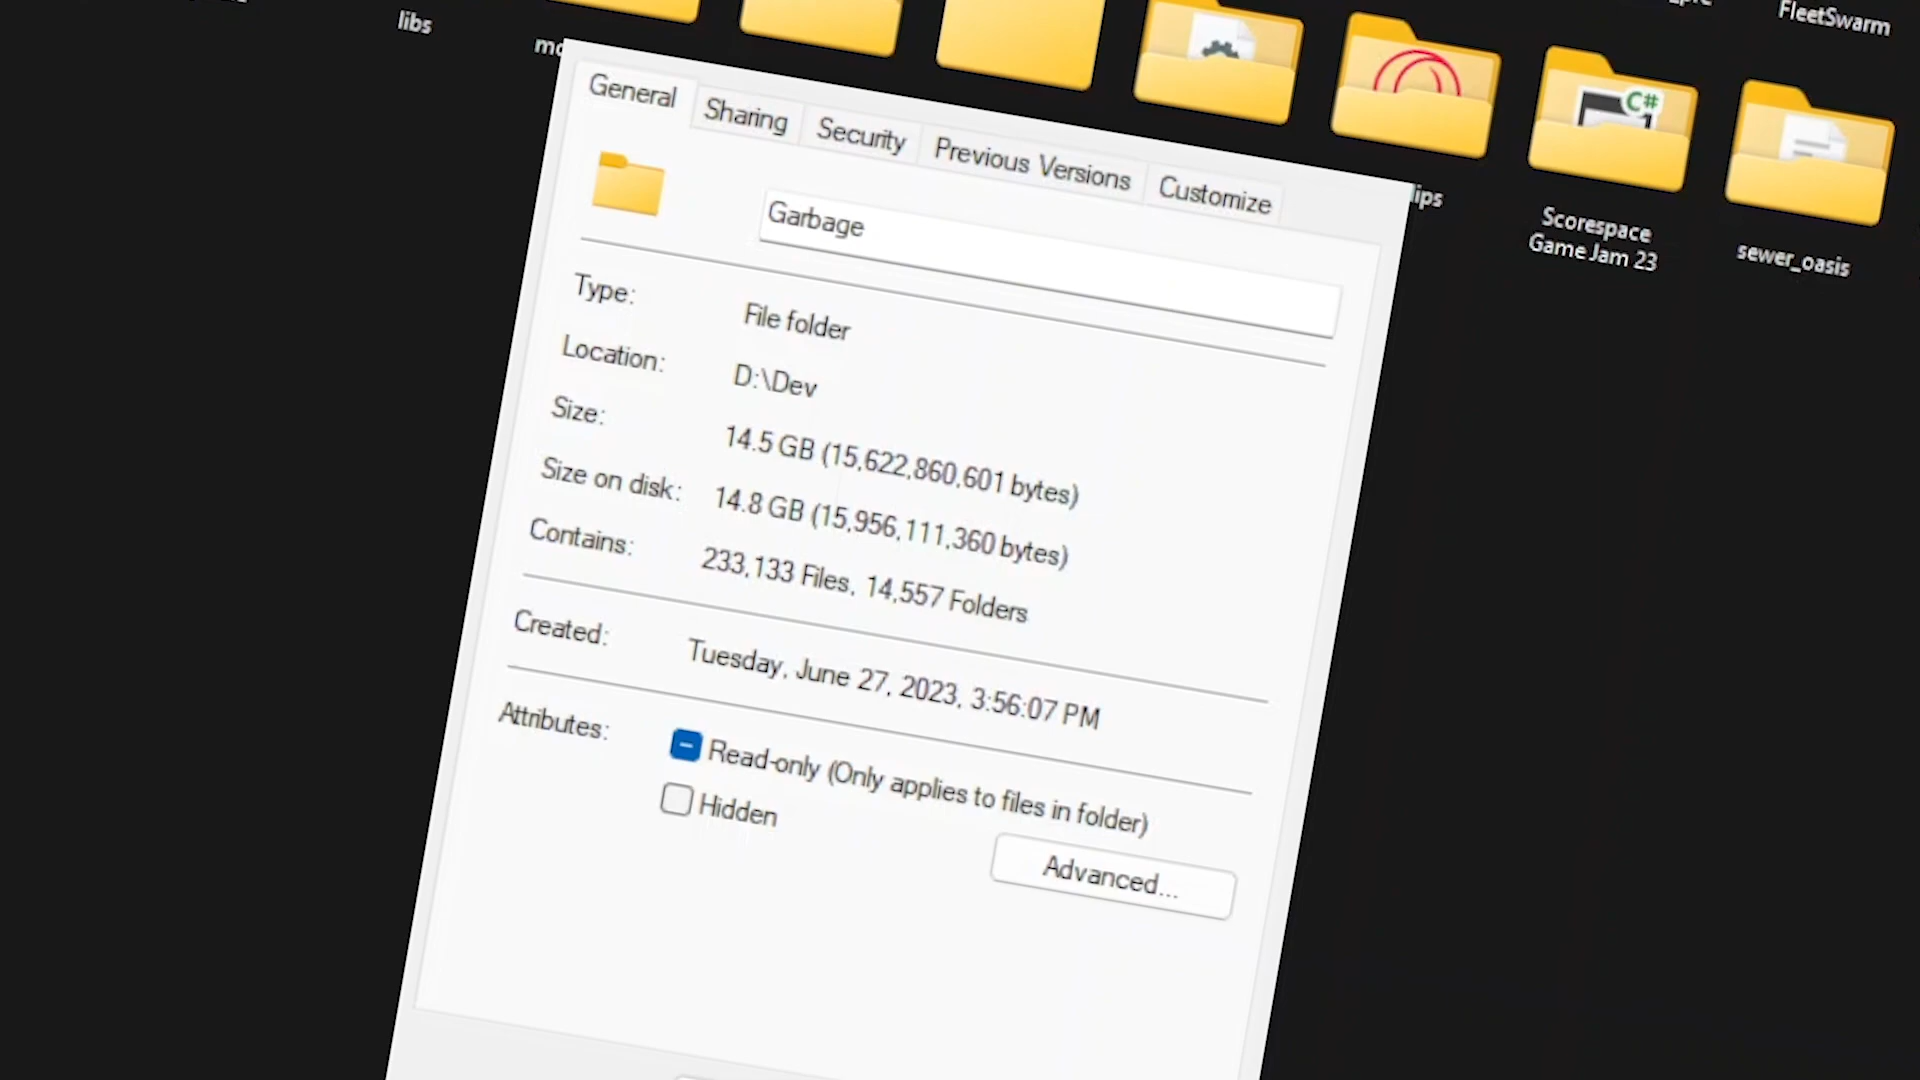 libs
FleetSwarm
General
Sharing
Security
Previous Versions
Customize
Garbage
Type:
File folder
Location:
D:\Dev
Size:
14.5 GB (15,622,860,601 bytes)
Size on disk:
14.8 GB (15,956,111,360 bytes)
Contains:
233,133 Files, 14,557 Folders
Created:
Tuesday, June 27, 2023, 3:56:07 PM
Attributes:
Read-only (Only applies to files in folder)
Hidden
Advanced...
C#
Scorespace
Game Jam 23
sewer_oasis